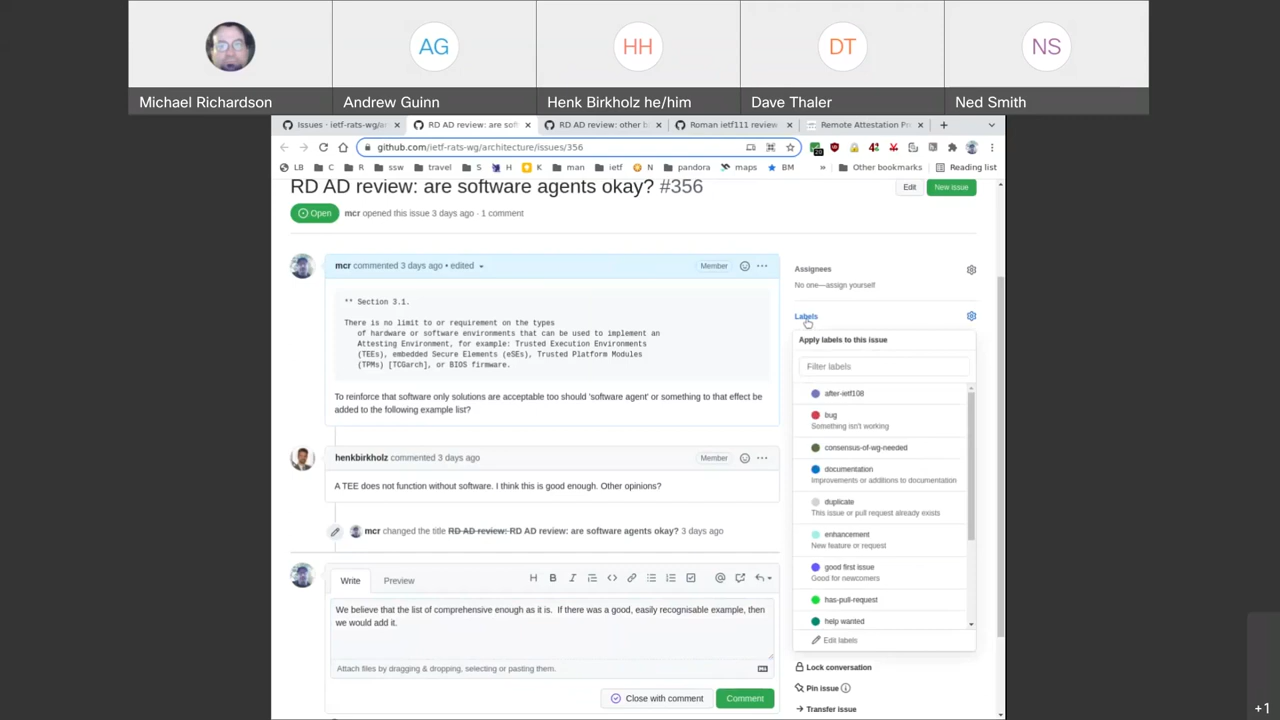 AG
HH
DT
NS
Michael Richardson
Andrew Guinn
Henk Birkholz he/him
Dave Thaler
Ned Smith
Issues · ietf-rats-wg/ar
RD AD review: are soft
RD AD review: other b
Roman ietf111 review
Remote Attestation Pr
github.com/ietf-rats-wg/architecture/issues/356
LB
C
R
ssw
travel
S
H
K
man
ietf
N
pandora
maps
BM
»
Other bookmarks
Reading list
RD AD review: are software agents okay? #356
Edit
New issue
Open
mcr opened this issue 3 days ago · 1 comment
mcr commented 3 days ago • edited
Member
** Section 3.1.
There is no limit to or requirement on the types
of hardware or software environments that can be used to implement an
Attesting Environment, for example: Trusted Execution Environments
(TEEs), embedded Secure Elements (eSEs), Trusted Platform Modules
(TPMs) [TCGarch], or BIOS firmware.
To reinforce that software only solutions are acceptable too should 'software agent' or something to that effect be
added to the following example list?
henkbirkholz commented 3 days ago
Member
A TEE does not function without software. I think this is good enough. Other opinions?
mcr changed the title RD AD review: RD AD review: are software agents okay? 3 days ago
Write
Preview
We believe that the list of comprehensive enough as it is. If there was a good, easily recognisable example, then
we would add it.
Attach files by dragging & dropping, selecting or pasting them.
Close with comment
Comment
Assignees
No one—assign yourself
Labels
Apply labels to this issue
Filter labels
after-ietf108
bug
Something isn't working
consensus-of-wg-needed
documentation
Improvements or additions to documentation
duplicate
This issue or pull request already exists
enhancement
New feature or request
good first issue
Good for newcomers
has-pull-request
help wanted
Edit labels
Lock conversation
Pin issue
Transfer issue
+1